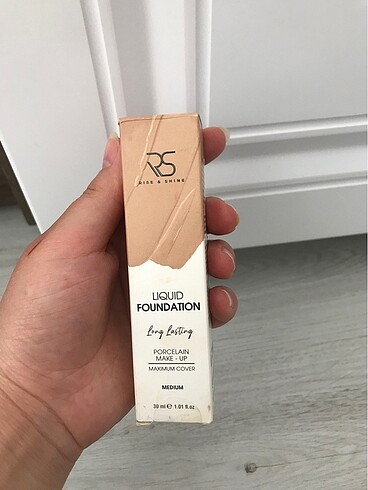 RS
RISE & SHINE
LIQUID
FOUNDATION
Long Lasting
PORCELAIN
MAKE - UP
MAXIMUM COVER
MEDIUM
30 ml ℮ 1.01 fl.oz